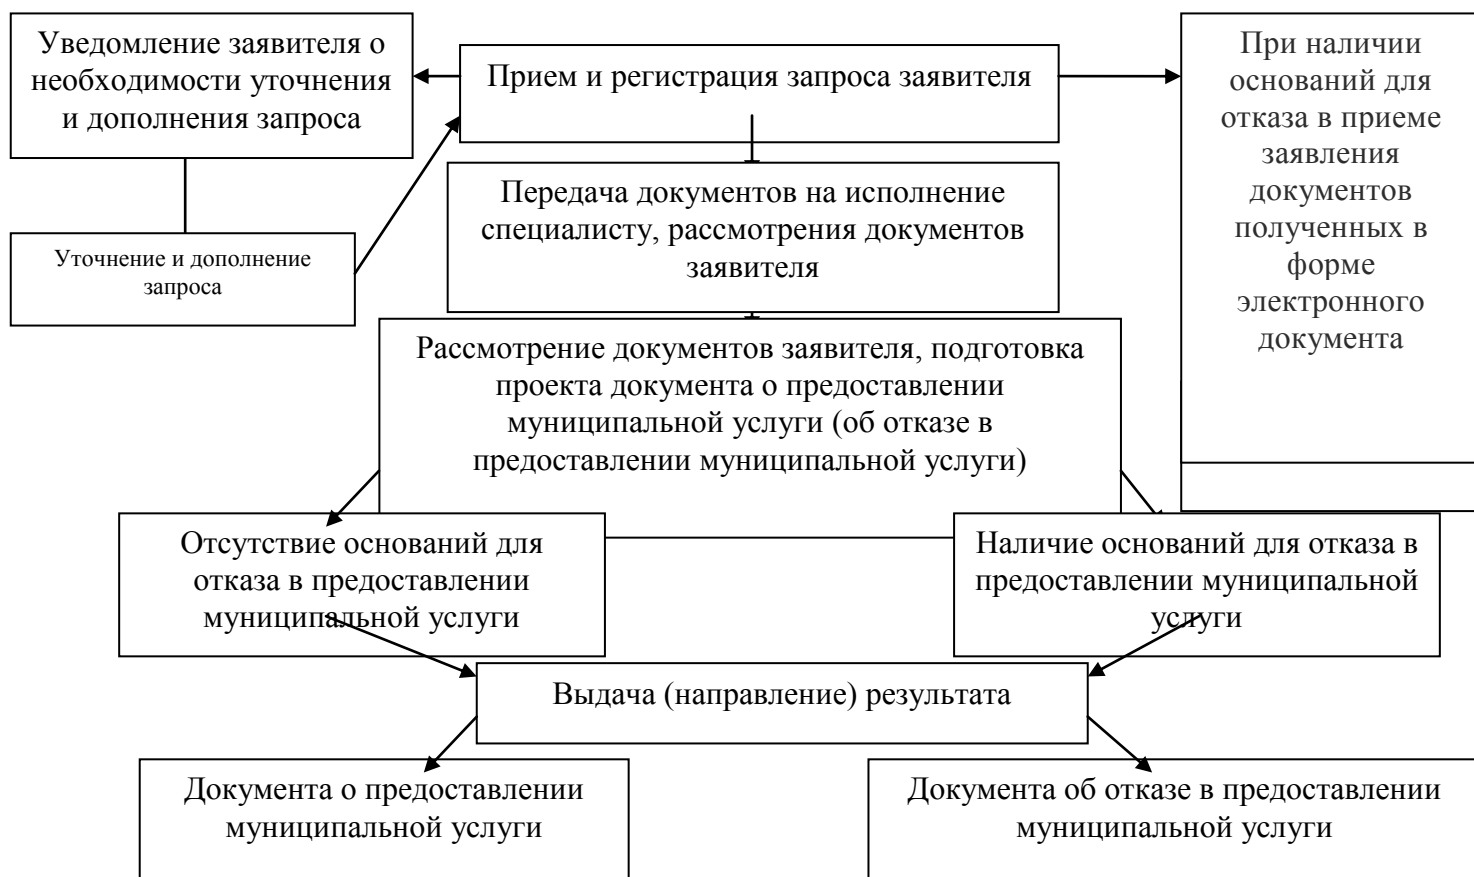 Уведомление заявителя о
необходимости уточнения
и дополнения запроса
Прием и регистрация запроса заявителя
При наличии
оснований для
отказа в приеме
заявления
документов
полученных в
форме
электронного
документа
Передача документов на исполнение
специалисту, рассмотрения документов
заявителя
Уточнение и дополнение
запроса
Рассмотрение документов заявителя, подготовка
проекта документа о предоставлении
муниципальной услуги (об отказе в
предоставлении муниципальной услуги)
Отсутствие оснований для
отказа в предоставлении
муниципальной услуги
Наличие оснований для отказа в
предоставлении муниципальной
услуги
Выдача (направление) результата
Документа о предоставлении
муниципальной услуги
Документа об отказе в предоставлении
муниципальной услуги